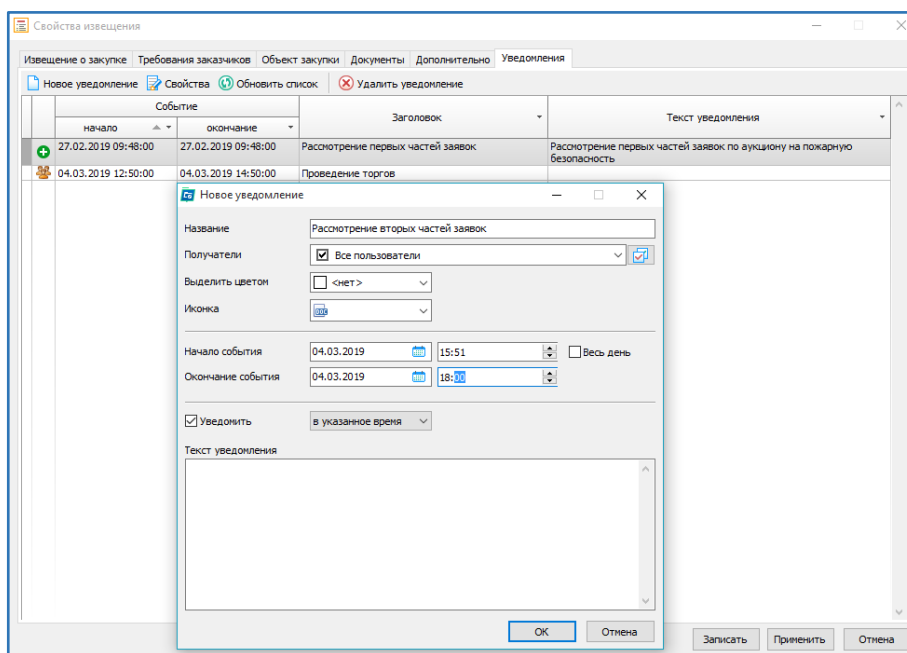 Свойства извещения
Извещение о закупке Требования заказчиков Объект закупки Документы Дополнительно Уведомления
Новое уведомление Свойства Обновить список Удалить уведомление
Событие Заголовок Текст уведомления
начало окончание
27.02.2019 09:48:00 27.02.2019 09:48:00 Рассмотрение первых частей заявок Рассмотрение первых частей заявок по аукциону на пожарную
безопасность
04.03.2019 12:50:00 04.03.2019 14:50:00 Проведение торгов
Новое уведомление
Название Рассмотрение вторых частей заявок
Получатели Все пользователи
Выделить цветом <нет>
Иконка
Начало события 04.03.2019 15:51 Весь день
Окончание события 04.03.2019 18:00
Уведомить в указанное время
Текст уведомления
ОК Отмена
Записать Применить Отмена